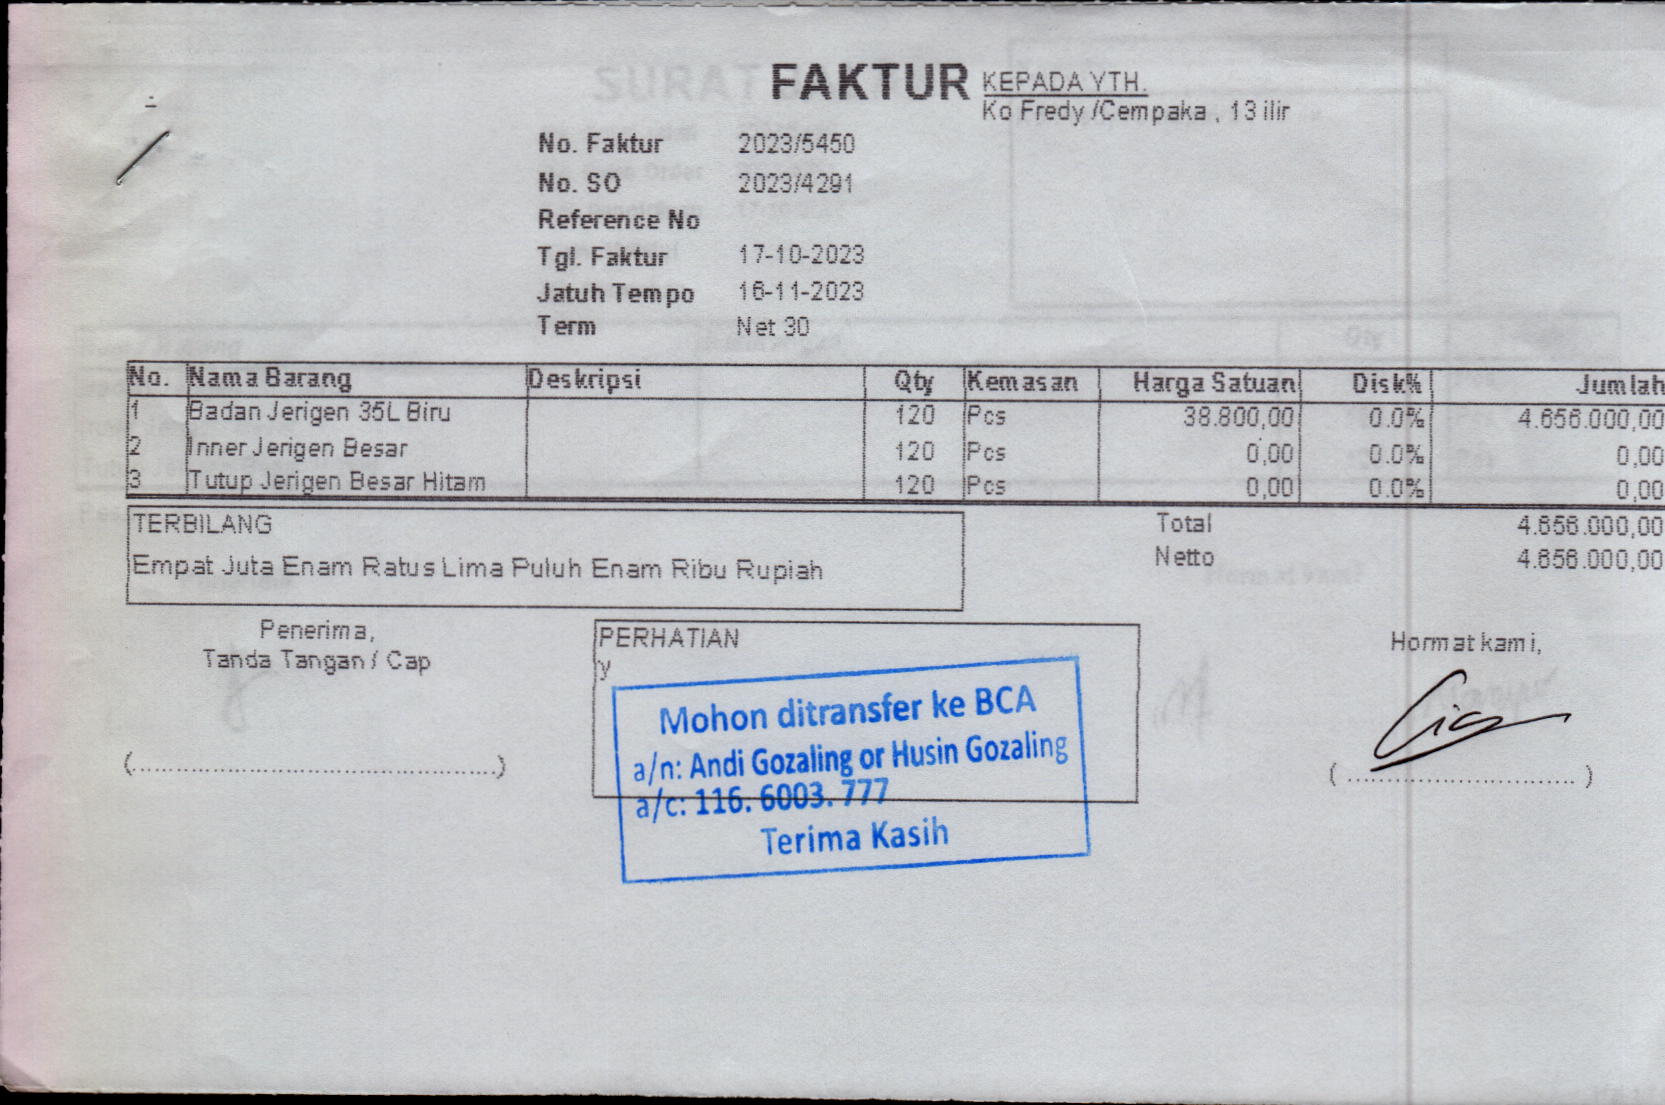 FAKTUR
KEPADA YTH.
Ko Fredy /Cempaka , 13 ilir
No. Faktur 2023/5450
No. SO 2023/4291
Reference No
Tgl. Faktur 17-10-2023
Jatuh Tempo 16-11-2023
Term Net 30
No. Nama Barang Deskripsi Qty Kemasan Harga Satuan Disk% Jumlah
1 Badan Jerigen 35L Biru 120 Pcs 38.800,00 0.0% 4.656.000,00
2 Inner Jerigen Besar 120 Pcs 0,00 0.0% 0,00
3 Tutup Jerigen Besar Hitam 120 Pcs 0,00 0.0% 0,00
TERBILANG
Empat Juta Enam Ratus Lima Puluh Enam Ribu Rupiah
Total 4.656.000,00
Netto 4.656.000,00
Penerima,
Tanda Tangan / Cap
(............................................)
PERHATIAN
y
Mohon ditransfer ke BCA
a/n: Andi Gozaling or Husin Gozaling
a/c: 116. 6003. 777
Terima Kasih
Hormat kami,
( ............................ )